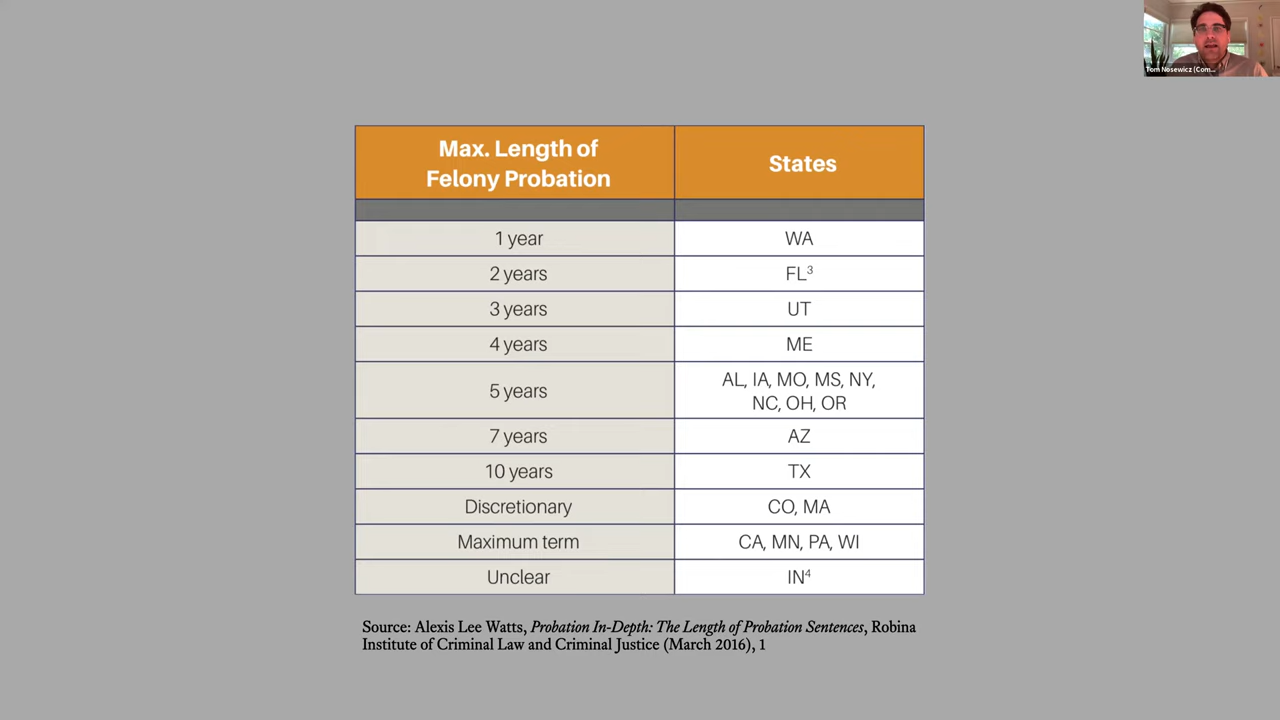 Tom Nosewicz (Com...
Max. Length of
Felony Probation
States
1 year
WA
2 years
FL³
3 years
UT
4 years
ME
5 years
AL, IA, MO, MS, NY,
NC, OH, OR
7 years
AZ
10 years
TX
Discretionary
CO, MA
Maximum term
CA, MN, PA, WI
Unclear
IN⁴
Source: Alexis Lee Watts, Probation In-Depth: The Length of Probation Sentences, Robina
Institute of Criminal Law and Criminal Justice (March 2016), 1